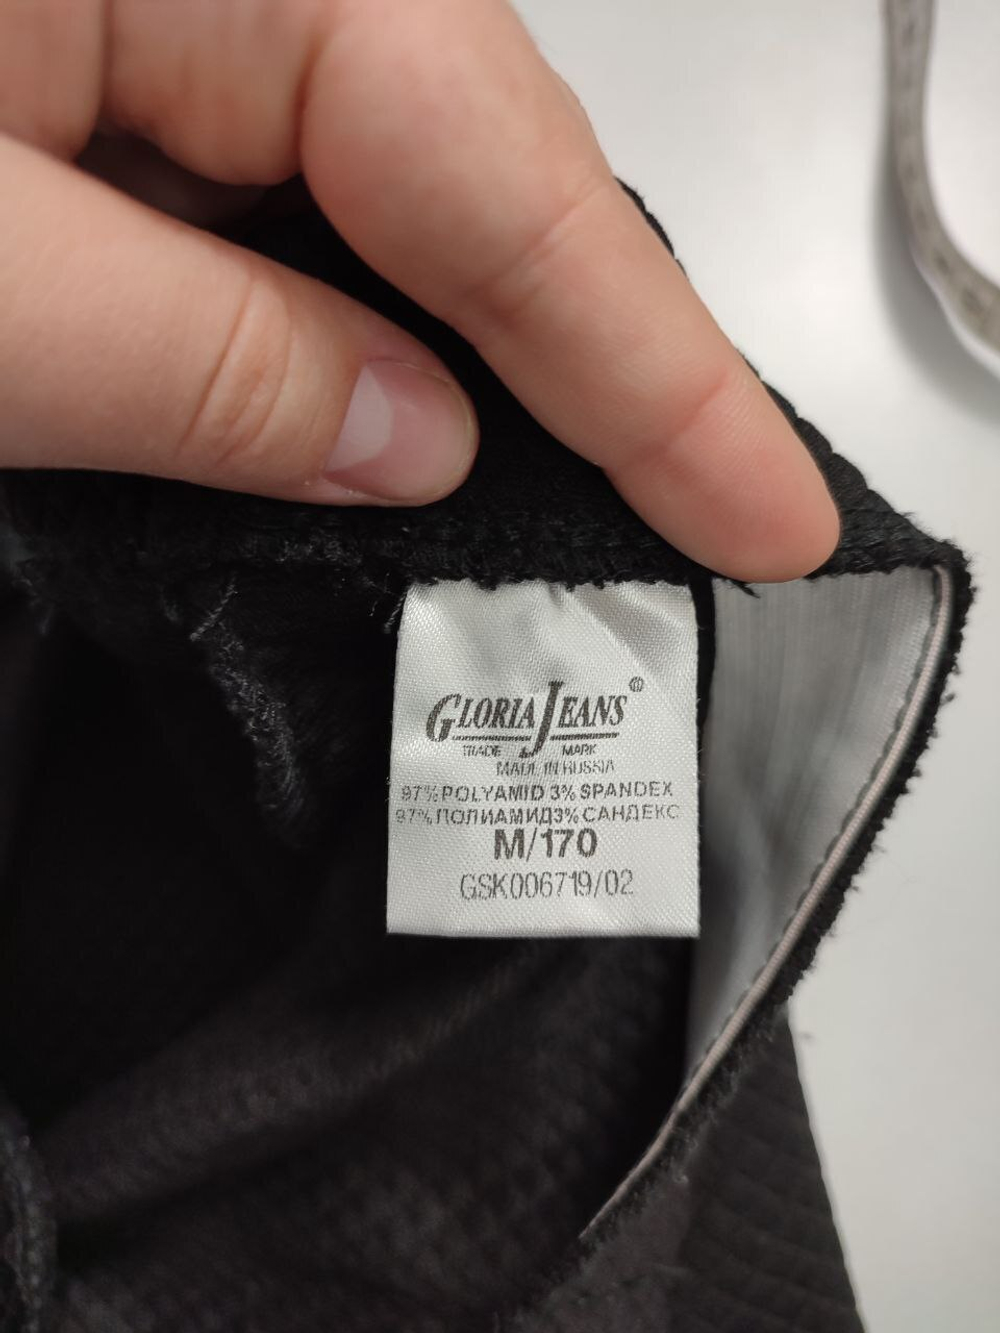 GLORIA JEANS®
TRADE MARK
MADE IN RUSSIA
97% POLYAMID 3% SPANDEX
97% ПОЛИАМИД3% САНДЕКС
M/170
GSK006719/02